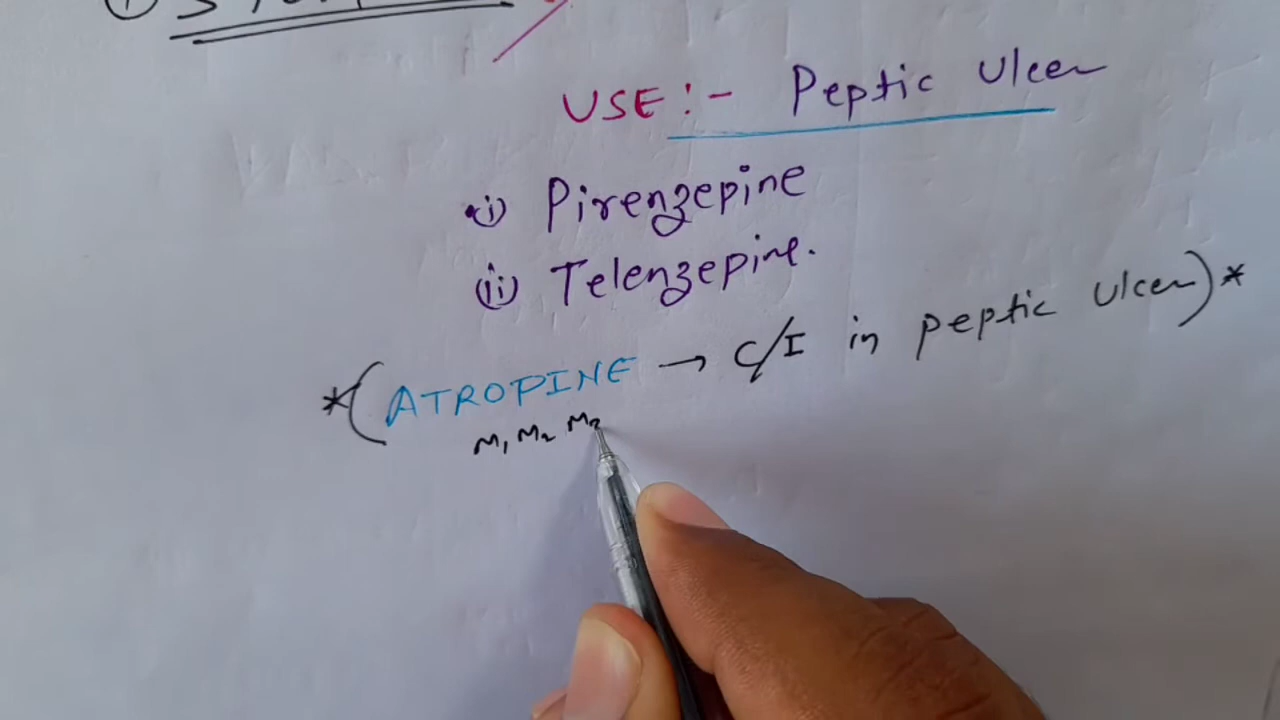 USE :- Peptic Ulcer
(i) Pirenzepine
(ii) Telenzepine.
*(ATROPINE → C/I in peptic Ulcer)*
M1 M2 M3